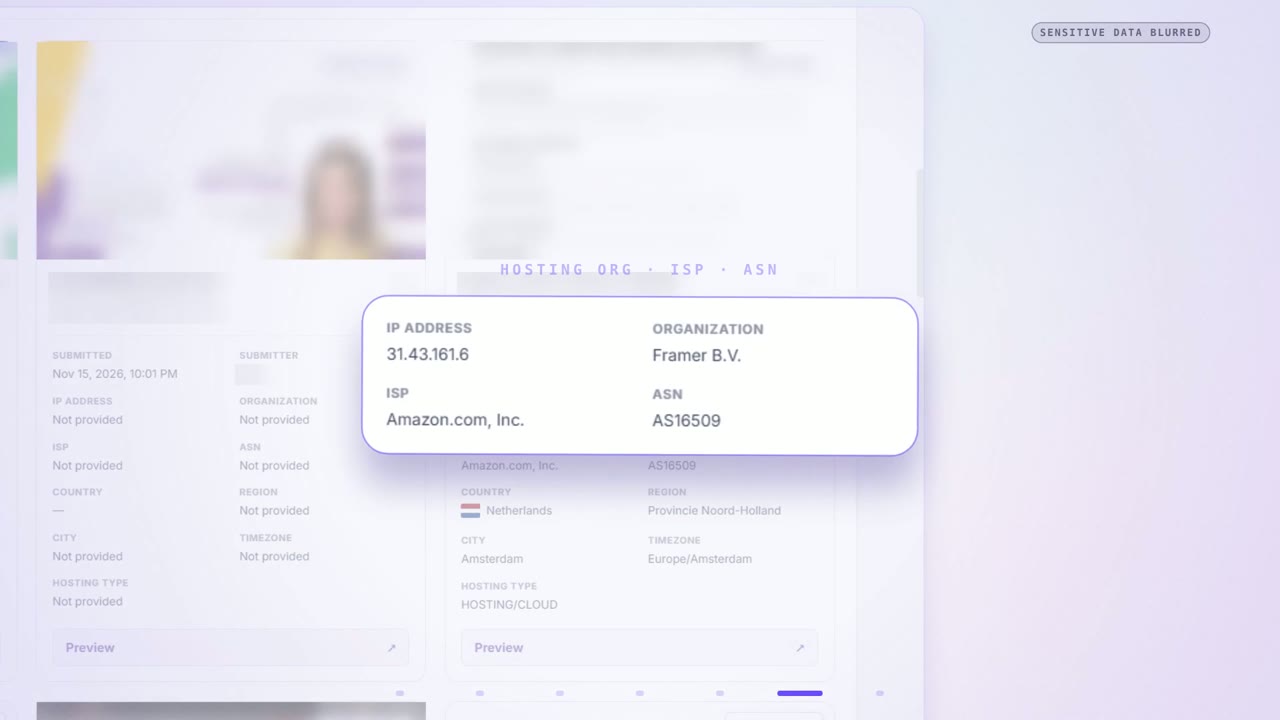 SENSITIVE DATA BLURRED
HOSTING ORG · ISP · ASN
IP ADDRESS
31.43.161.6
ORGANIZATION
Framer B.V.
ISP
Amazon.com, Inc.
ASN
AS16509
SUBMITTED
Nov 15, 2026, 10:01 PM
SUBMITTER
IP ADDRESS
Not provided
ORGANIZATION
Not provided
ISP
Not provided
ASN
Not provided
COUNTRY
—
REGION
Not provided
CITY
Not provided
TIMEZONE
Not provided
HOSTING TYPE
Not provided
Preview ↗
Amazon.com, Inc.
AS16509
COUNTRY
Netherlands
REGION
Provincie Noord-Holland
CITY
Amsterdam
TIMEZONE
Europe/Amsterdam
HOSTING TYPE
HOSTING/CLOUD
Preview ↗